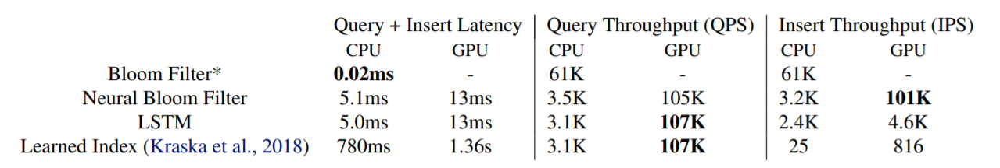 Query + Insert Latency Query Throughput (QPS) Insert Throughput (IPS)
CPU GPU CPU GPU CPU GPU
Bloom Filter* 0.02ms - 61K - 61K -
Neural Bloom Filter 5.1ms 13ms 3.5K 105K 3.2K 101K
LSTM 5.0ms 13ms 3.1K 107K 2.4K 4.6K
Learned Index (Kraska et al., 2018) 780ms 1.36s 3.1K 107K 25 816